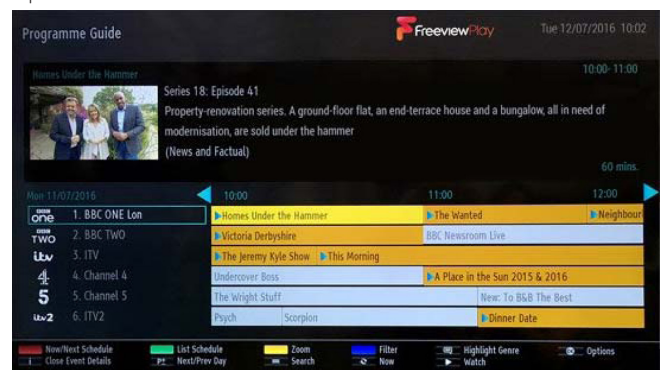 Programme Guide
FreeviewPlay
Tue 12/07/2016 10:02
Homes Under the Hammer
10:00- 11:00
Series 18: Episode 41
Property-renovation series. A ground-floor flat, an end-terrace house and a bungalow, all in need of
modernisation, are sold under the hammer
(News and Factual)
60 mins.
Mon 11/07/2016
10:00
11:00
12:00
BBC one
1. BBC ONE Lon
Homes Under the Hammer
The Wanted
Neighbour
BBC TWO
2. BBC TWO
Victoria Derbyshire
BBC Newsroom Live
itv
3. ITV
The Jeremy Kyle Show
This Morning
4
4. Channel 4
Undercover Boss
A Place in the Sun 2015 & 2016
5
5. Channel 5
The Wright Stuff
New: To B&B The Best
itv2
6. ITV2
Psych
Scorpion
Dinner Date
Now/Next Schedule
List Schedule
Zoom
Filter
Highlight Genre
OK
Options
i
Close Event Details
P±
Next/Prev Day
Search
Now
Watch